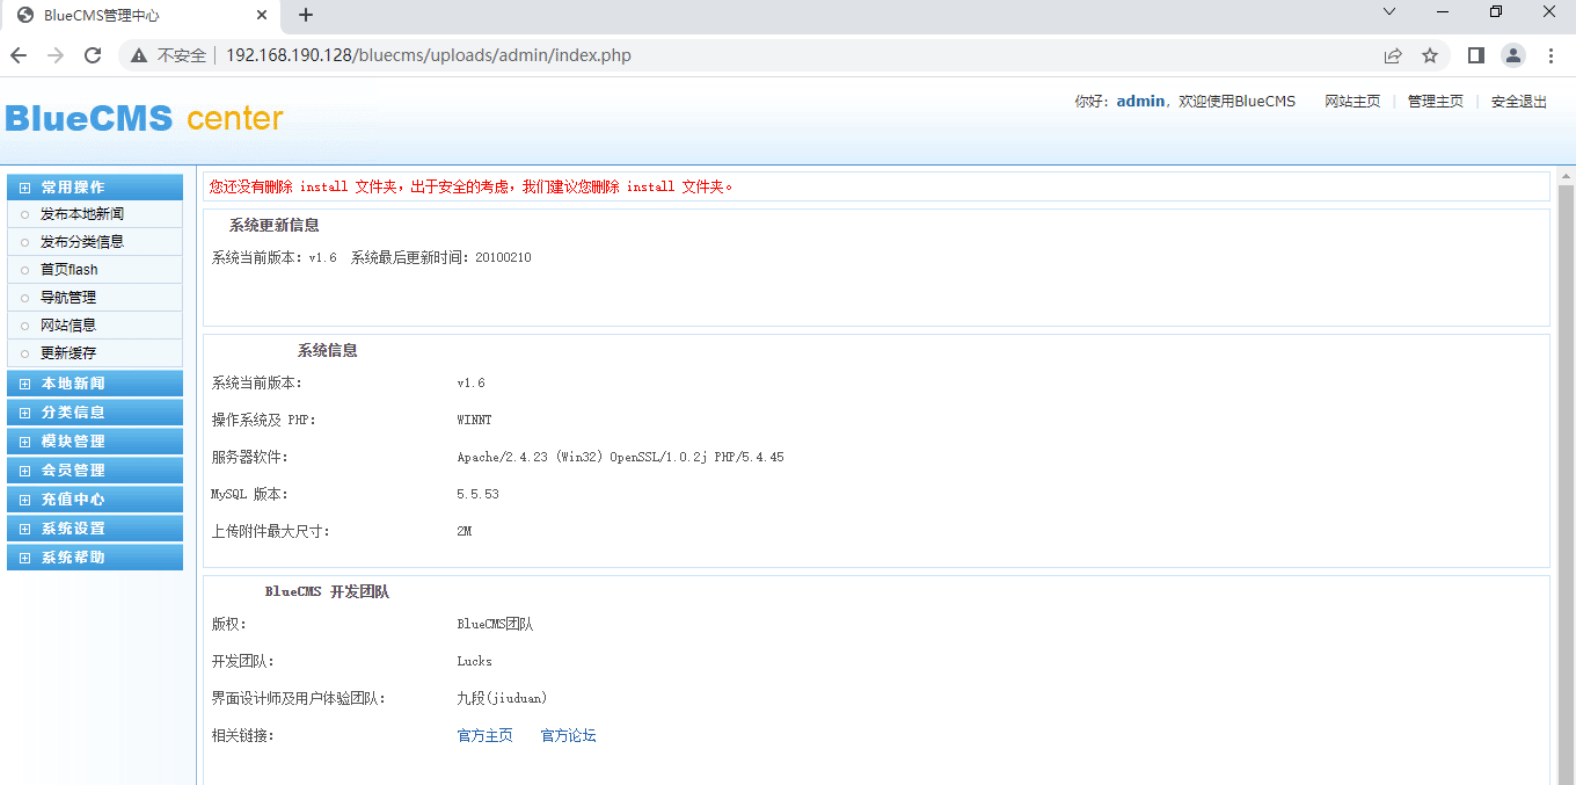 BlueCMS管理中心
不安全 | 192.168.190.128/bluecms/uploads/admin/index.php
BlueCMS center
你好：admin，欢迎使用BlueCMS 网站主页 | 管理主页 | 安全退出
常用操作
发布本地新闻
发布分类信息
首页flash
导航管理
网站信息
更新缓存
本地新闻
分类信息
模块管理
会员管理
充值中心
系统设置
系统帮助
您还没有删除 install 文件夹，出于安全的考虑，我们建议您删除 install 文件夹。
系统更新信息
系统当前版本：v1.6 系统最后更新时间：20100210
系统信息
系统当前版本： v1.6
操作系统及 PHP： WINNT
服务器软件： Apache/2.4.23 (Win32) OpenSSL/1.0.2j PHP/5.4.45
MySQL 版本： 5.5.53
上传附件最大尺寸： 2M
BlueCMS 开发团队
版权： BlueCMS团队
开发团队： Lucks
界面设计师及用户体验团队： 九段(jiuduan)
相关链接： 官方主页 官方论坛